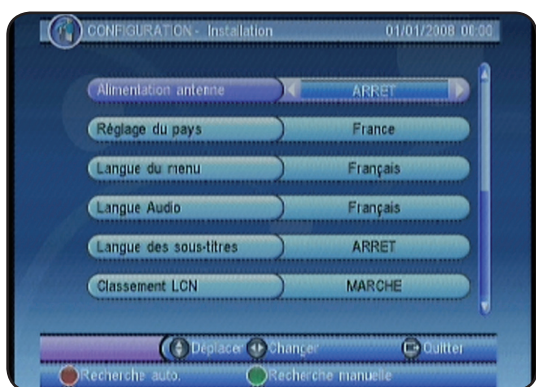 CONFIGURATION - Installation 01/01/2008 00:00
Alimentation antenne ARRET
Réglage du pays France
Langue du menu Français
Langue Audio Français
Langue des sous-titres ARRET
Classement LCN MARCHE
Déplacer Changer Quitter
Recherche auto. Recherche manuelle